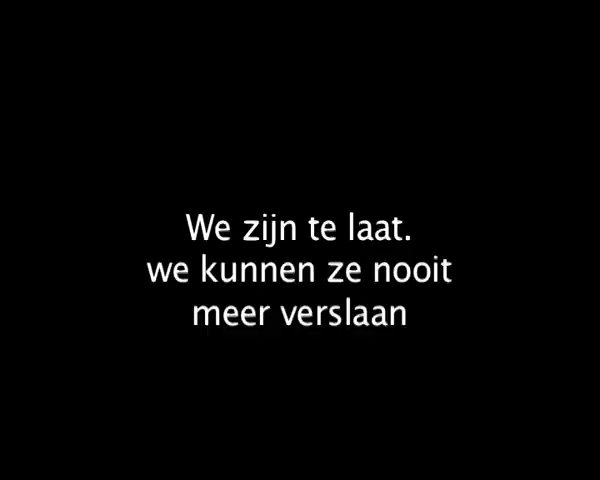 We zijn te laat.
we kunnen ze nooit
meer verslaan